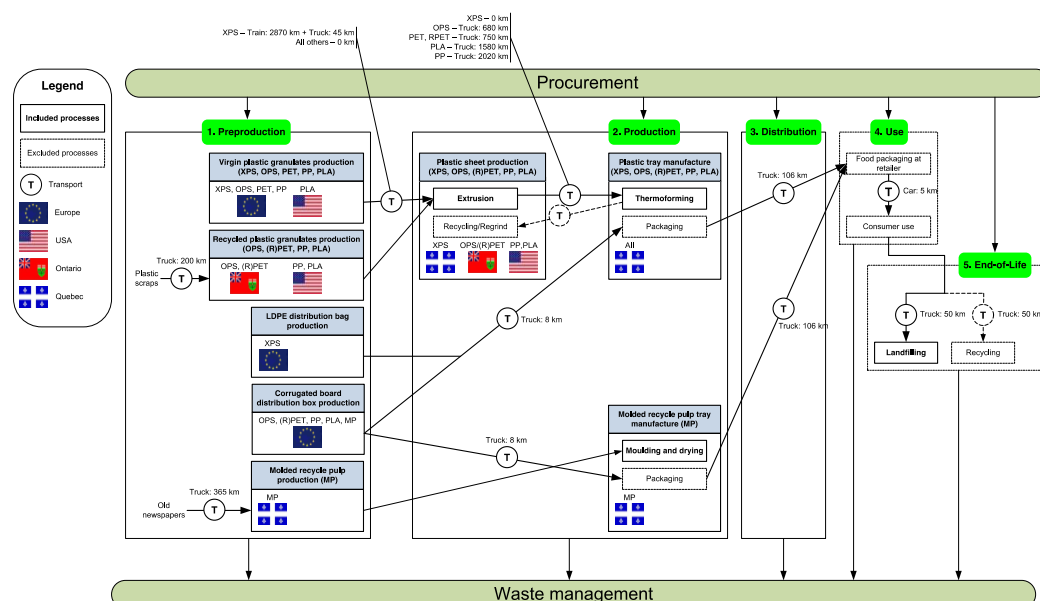 XPS – 0 km
OPS – Truck: 680 km
PET, RPET – Truck: 750 km
PLA – Truck: 1580 km
PP – Truck: 2020 km
XPS – Train: 2870 km + Truck: 45 km
All others – 0 km
Procurement
Legend
Included processes
Excluded processes
T
Transport
Europe
USA
Ontario
Quebec
1. Preproduction
Virgin plastic granulates production
(XPS, OPS, PET, PP, PLA)
XPS, OPS, PET, PP
PLA
T
Recycled plastic granulates production
(OPS, (R)PET, PP, PLA)
OPS, (R)PET
PP, PLA
Truck: 200 km
Plastic
scraps
T
LDPE distribution bag
production
XPS
Corrugated board
distribution box production
OPS, (R)PET, PP, PLA, MP
Molded recycle pulp
production (MP)
MP
Truck: 365 km
Old
newspapers
T
2. Production
Plastic sheet production
(XPS, OPS, (R)PET, PP, PLA)
Extrusion
Recycling/Regrind
XPS
OPS/(R)PET
PP,PLA
T
T
Plastic tray manufacture
(XPS, OPS, (R)PET, PP, PLA)
Thermoforming
Packaging
All
T
Truck: 8 km
Truck: 8 km
T
Molded recycle pulp tray
manufacture (MP)
Moulding and drying
Packaging
MP
3. Distribution
Truck: 106 km
T
T
Truck: 106 km
4. Use
Food packaging at
retailer
T
Car: 5 km
Consumer use
5. End-of-Life
T
Truck: 50 km
T
Truck: 50 km
Landfilling
Recycling
Waste management